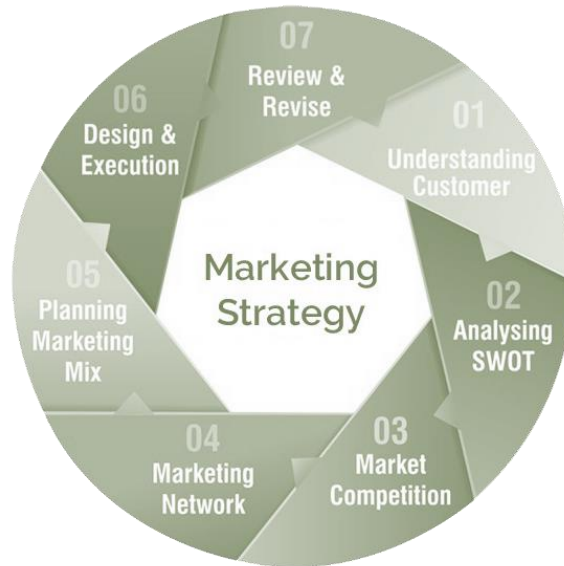 Marketing
Strategy
01
Understanding
Customer
02
Analysing
SWOT
03
Market
Competition
04
Marketing
Network
05
Planning
Marketing
Mix
06
Design &
Execution
07
Review &
Revise